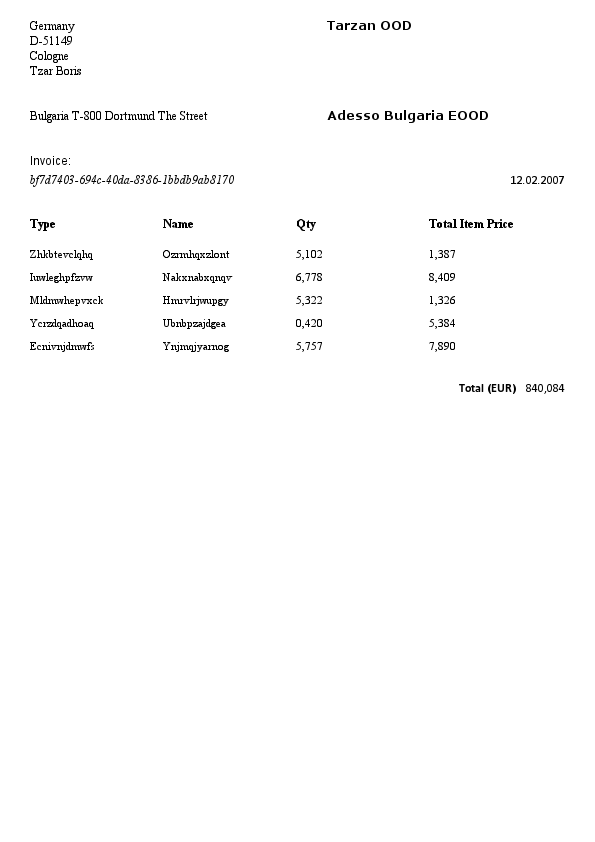 Germany Tarzan OOD
D-51149
Cologne
Tzar Boris
Bulgaria T-800 Dortmund The Street Adesso Bulgaria EOOD
Invoice:
bf7d7403-694c-40da-8386-1bbdb9ab8170 12.02.2007
Type Name Qty Total Item Price
Zhkbtevclqhq Ozrmhqxzlont 5,102 1,387
Iuwleghpfzvw Nakxnabxqnqv 6,778 8,409
Mldmwhepvxck Hmrvlrjwupgy 5,322 1,326
Ycrzdqadhoaq Ubnbpzajdgea 0,420 5,384
Ecnivnjdmwfs Ynjmqjyarnog 5,757 7,890
Total (EUR) 840,084